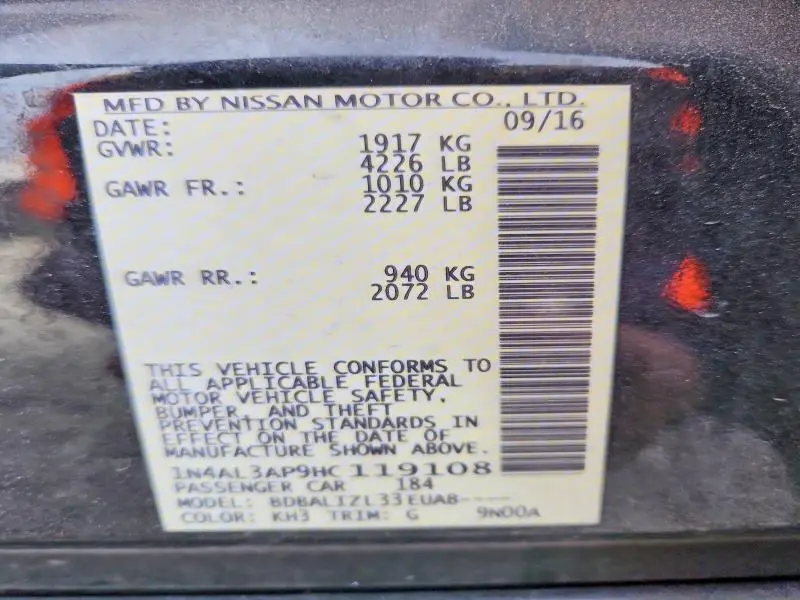 MFD BY NISSAN MOTOR CO., LTD.
DATE: 09/16
GVWR: 1917 KG
4226 LB
GAWR FR.: 1010 KG
2227 LB
GAWR RR.: 940 KG
2072 LB
THIS VEHICLE CONFORMS TO
ALL APPLICABLE FEDERAL
MOTOR VEHICLE SAFETY,
BUMPER, AND THEFT
PREVENTION STANDARDS IN
EFFECT ON THE DATE OF
MANUFACTURE SHOWN ABOVE.
1N4AL3AP9HC119108
PASSENGER CAR 184
MODEL: BDBALIZL33EUAB----
COLOR: KH3 TRIM: G 9N00A